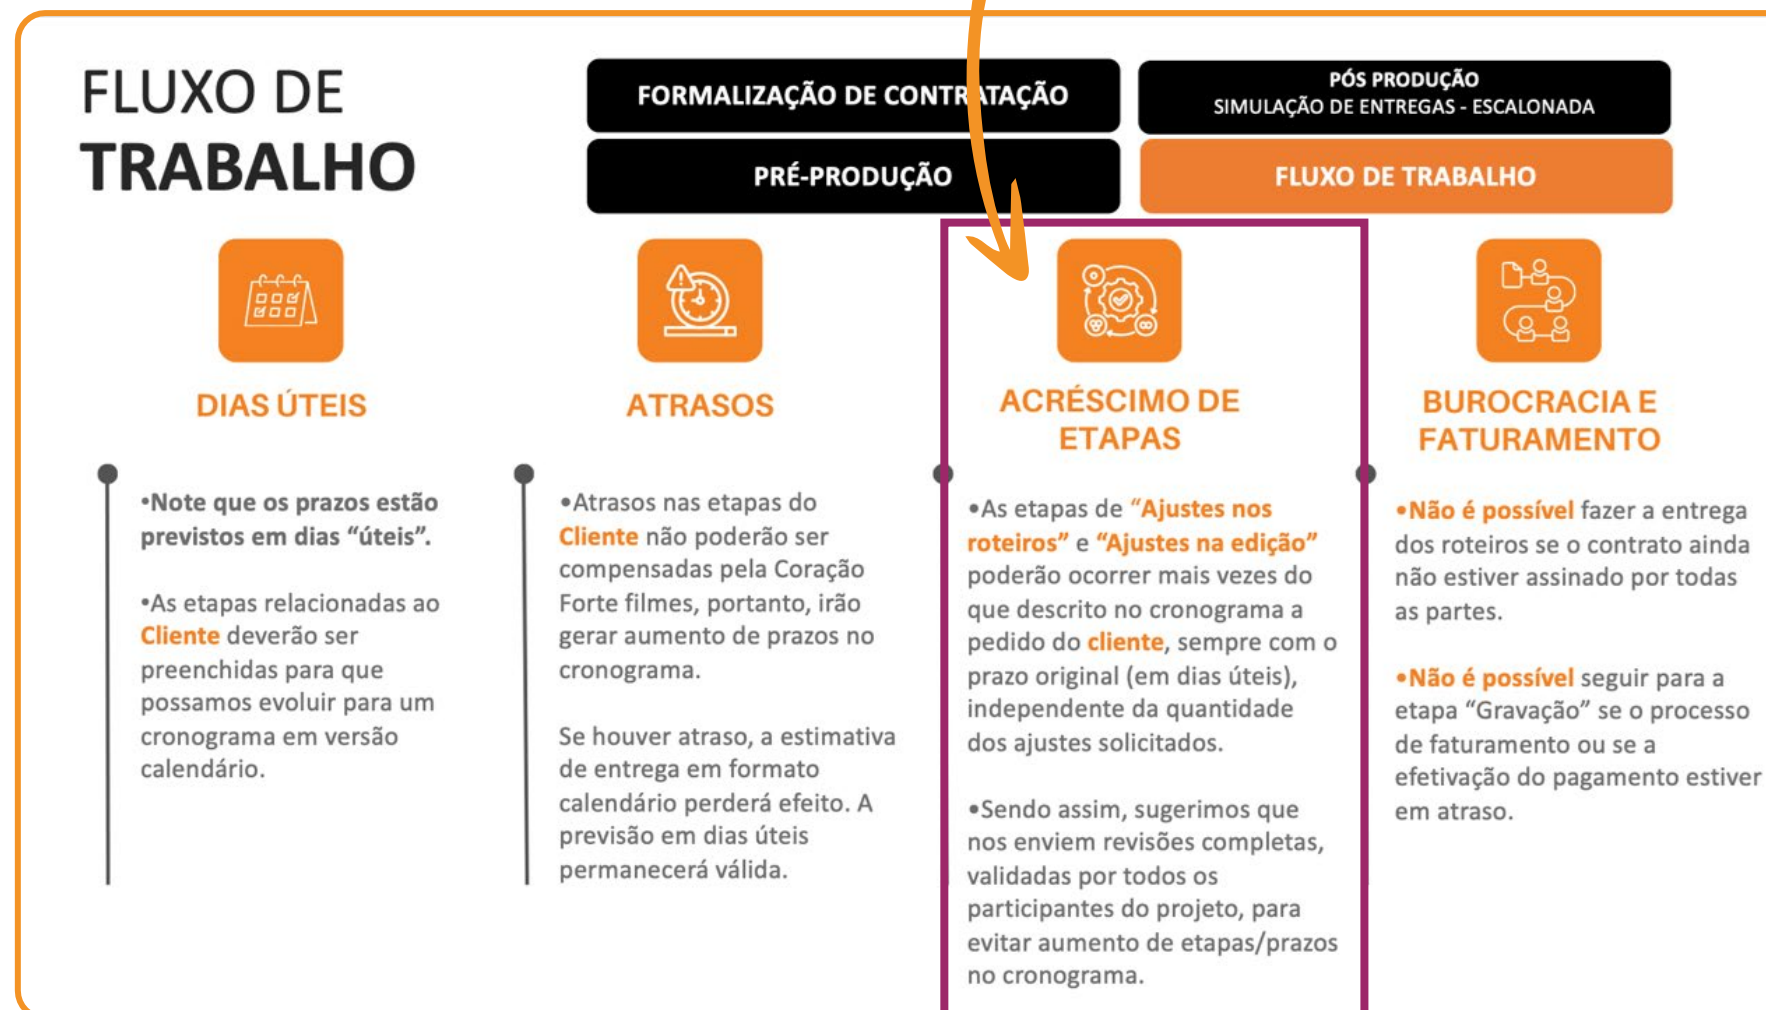 FLUXO DE
TRABALHO
FORMALIZAÇÃO DE CONTRATAÇÃO
PÓS PRODUÇÃO
SIMULAÇÃO DE ENTREGAS - ESCALONADA
PRÉ-PRODUÇÃO
FLUXO DE TRABALHO
DIAS ÚTEIS
•Note que os prazos estão
previstos em dias “úteis”.
•As etapas relacionadas ao
Cliente deverão ser
preenchidas para que
possamos evoluir para um
cronograma em versão
calendário.
ATRASOS
•Atrasos nas etapas do
Cliente não poderão ser
compensadas pela Coração
Forte filmes, portanto, irão
gerar aumento de prazos no
cronograma.
Se houver atraso, a estimativa
de entrega em formato
calendário perderá efeito. A
previsão em dias úteis
permanecerá válida.
ACRÉSCIMO DE
ETAPAS
•As etapas de “Ajustes nos
roteiros” e “Ajustes na edição”
poderão ocorrer mais vezes do
que descrito no cronograma a
pedido do cliente, sempre com o
prazo original (em dias úteis),
independente da quantidade
dos ajustes solicitados.
•Sendo assim, sugerimos que
nos enviem revisões completas,
validadas por todos os
participantes do projeto, para
evitar aumento de etapas/prazos
no cronograma.
BUROCRACIA E
FATURAMENTO
•Não é possível fazer a entrega
dos roteiros se o contrato ainda
não estiver assinado por todas
as partes.
•Não é possível seguir para a
etapa “Gravação” se o processo
de faturamento ou se a
efetivação do pagamento estiver
em atraso.